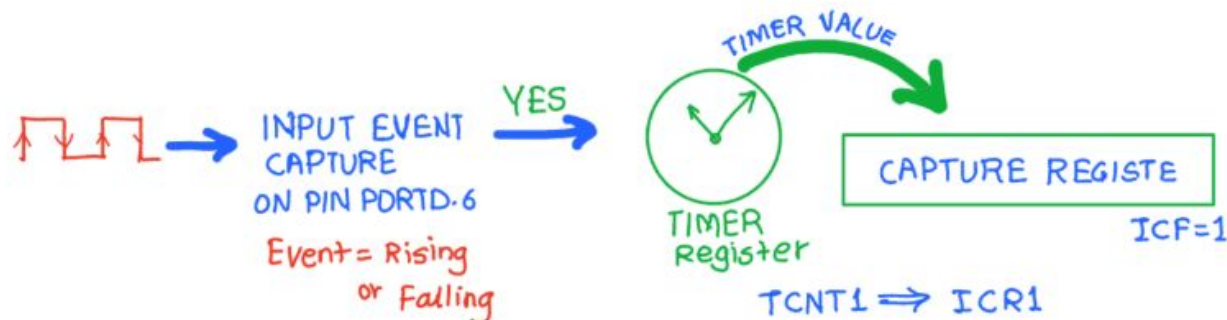 TIMER VALUE
YES
INPUT EVENT
CAPTURE
ON PIN PORTD.6
CAPTURE REGISTE
TIMER
Register
ICF=1
Event= Rising
or Falling
TCNT1 ⇒ ICR1